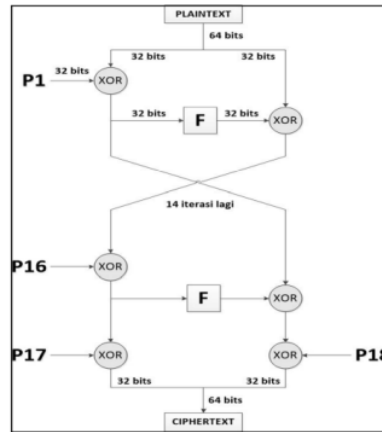 PLAINTEXT
64 bits
32 bits 32 bits
P1 32 bits XOR
32 bits F 32 bits XOR
14 iterasi lagi
P16 XOR
F XOR
P17 XOR XOR P18
32 bits 32 bits
64 bits
CIPHERTEXT